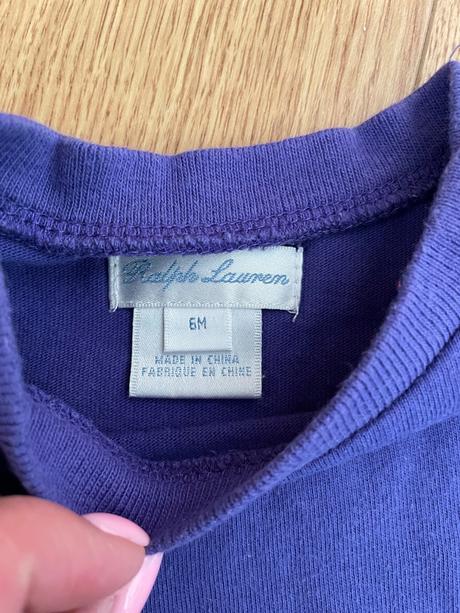 Ralph Lauren
6M
MADE IN CHINA
FABRIQUE EN CHINE